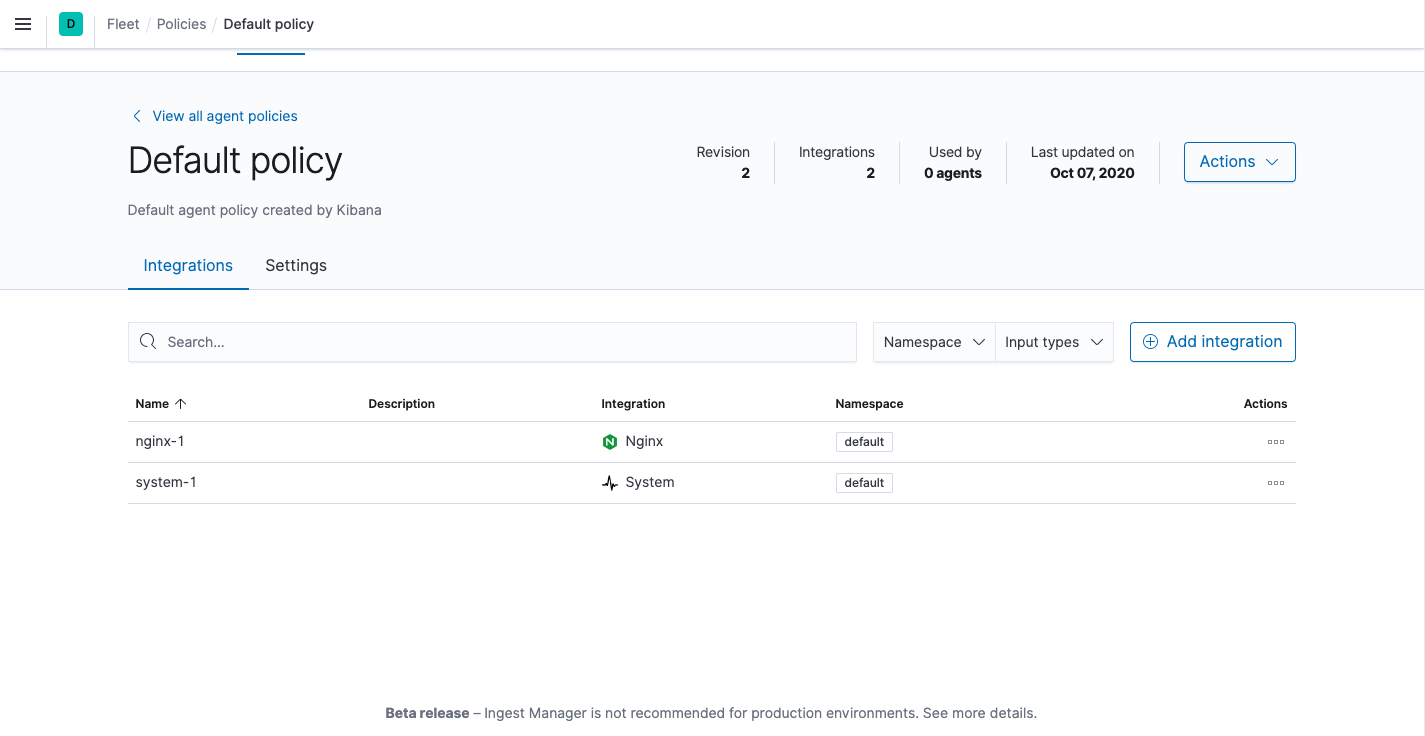 D Fleet / Policies / Default policy
View all agent policies
Default policy
Revision 2
Integrations 2
Used by 0 agents
Last updated on Oct 07, 2020
Actions
Default agent policy created by Kibana
Integrations Settings
Search... Namespace Input types Add integration
Name Description Integration Namespace Actions
nginx-1 Nginx default
system-1 System default
Beta release – Ingest Manager is not recommended for production environments. See more details.